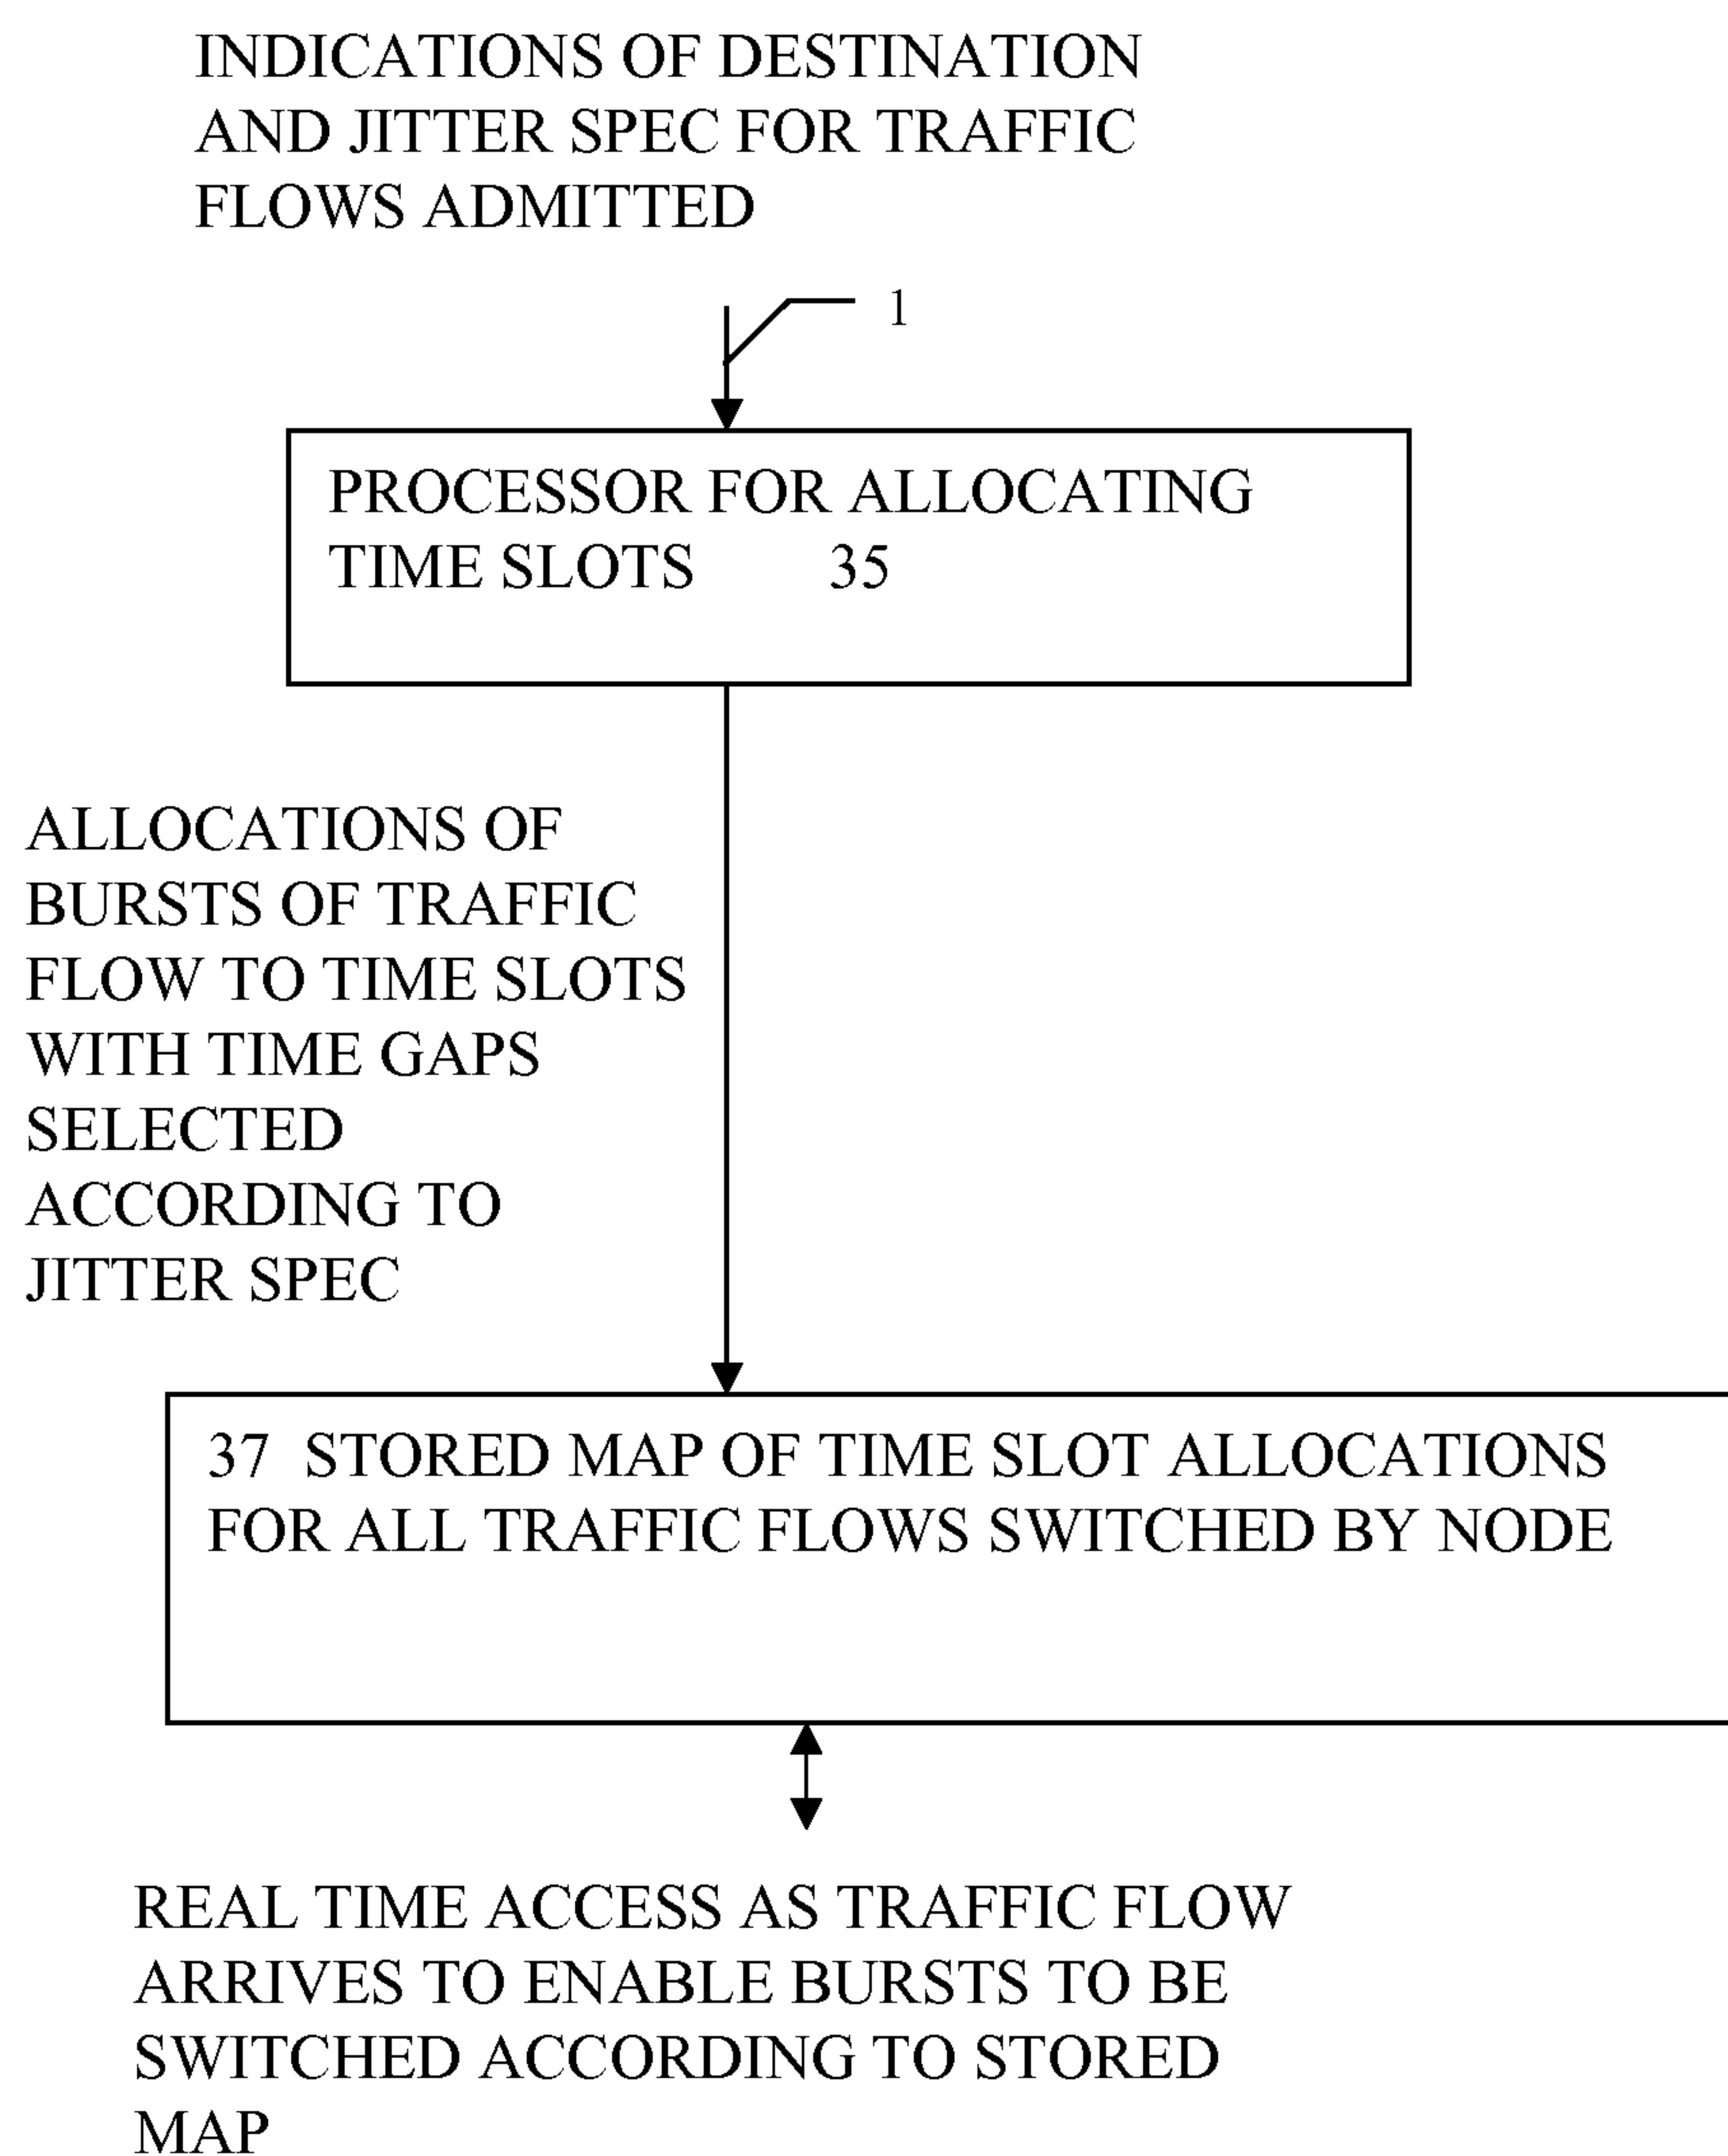 INDICATIONS OF DESTINATION
AND JITTER SPEC FOR TRAFFIC
FLOWS ADMITTED
1
PROCESSOR FOR ALLOCATING
TIME SLOTS 35
ALLOCATIONS OF
BURSTS OF TRAFFIC
FLOW TO TIME SLOTS
WITH TIME GAPS
SELECTED
ACCORDING TO
JITTER SPEC
37 STORED MAP OF TIME SLOT ALLOCATIONS
FOR ALL TRAFFIC FLOWS SWITCHED BY NODE
REAL TIME ACCESS AS TRAFFIC FLOW
ARRIVES TO ENABLE BURSTS TO BE
SWITCHED ACCORDING TO STORED
MAP